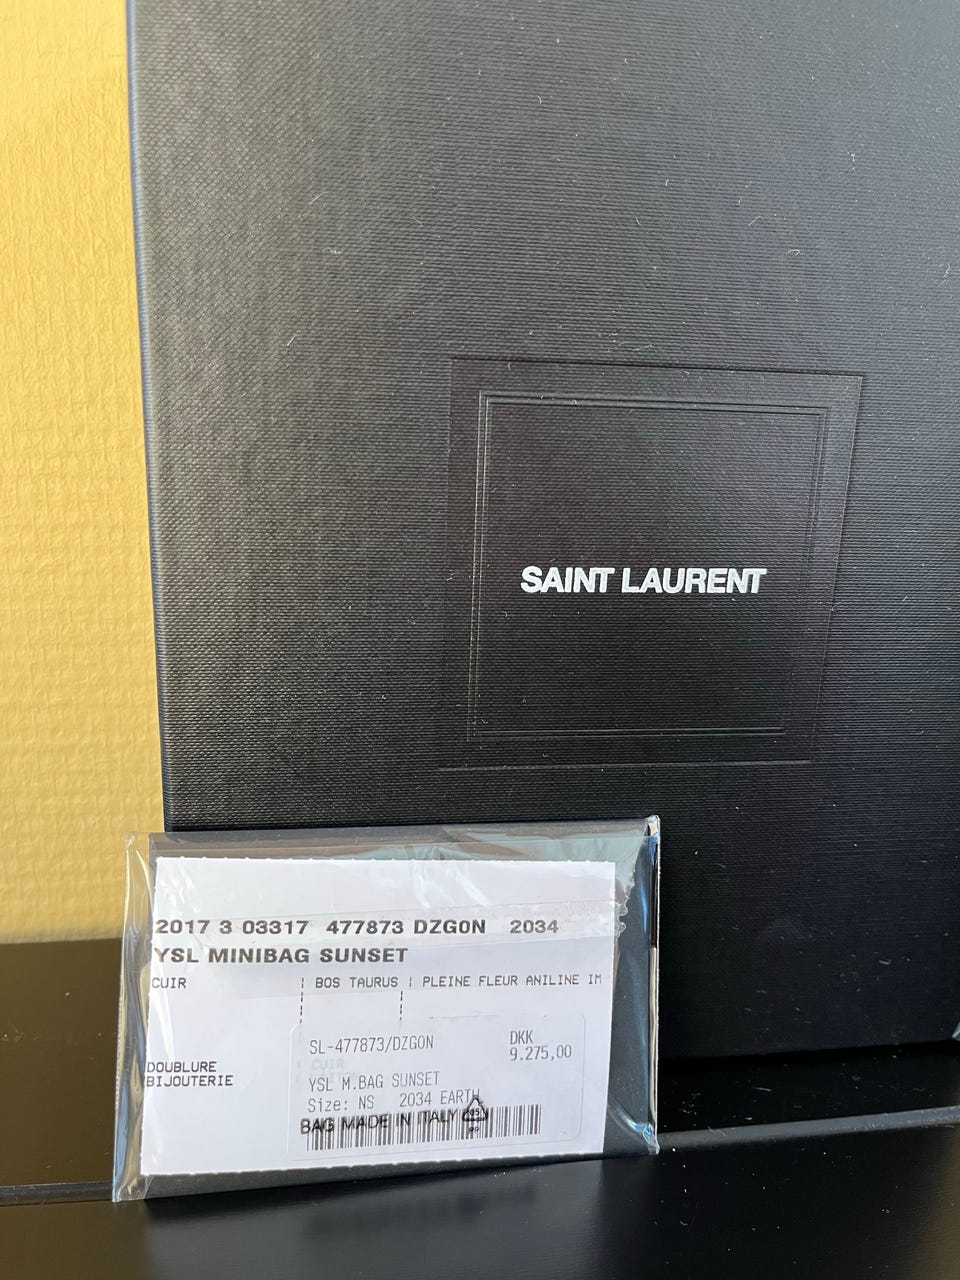 SAINT LAURENT
2017 3 03317 477873 DZG0N 2034
YSL MINIBAG SUNSET
CUIR | BOS TAURUS | PLEINE FLEUR ANILINE IM
SL-477873/DZG0N DKK
9.275,00
CUIR
DOUBLURE
BIJOUTERIE
YSL M.BAG SUNSET
Size: NS 2034 EARTH
BAG MADE IN ITALY